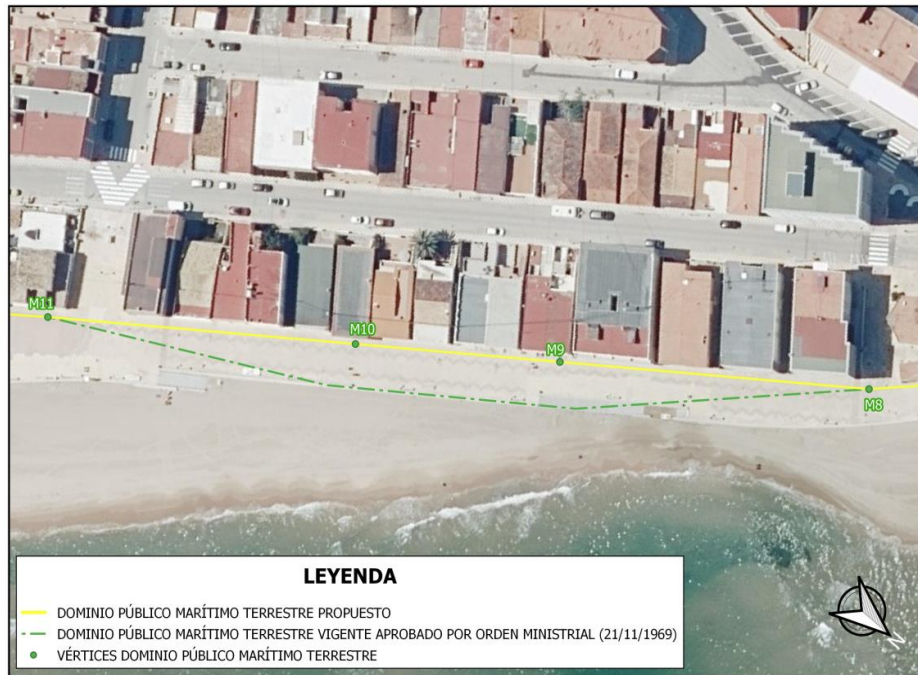 M11
M10
M9
M8
LEYENDA
DOMINIO PÚBLICO MARÍTIMO TERRESTRE PROPUESTO
DOMINIO PÚBLICO MARÍTIMO TERRESTRE VIGENTE APROBADO POR ORDEN MINISTRIAL (21/11/1969)
VÉRTICES DOMINIO PÚBLICO MARÍTIMO TERRESTRE
N